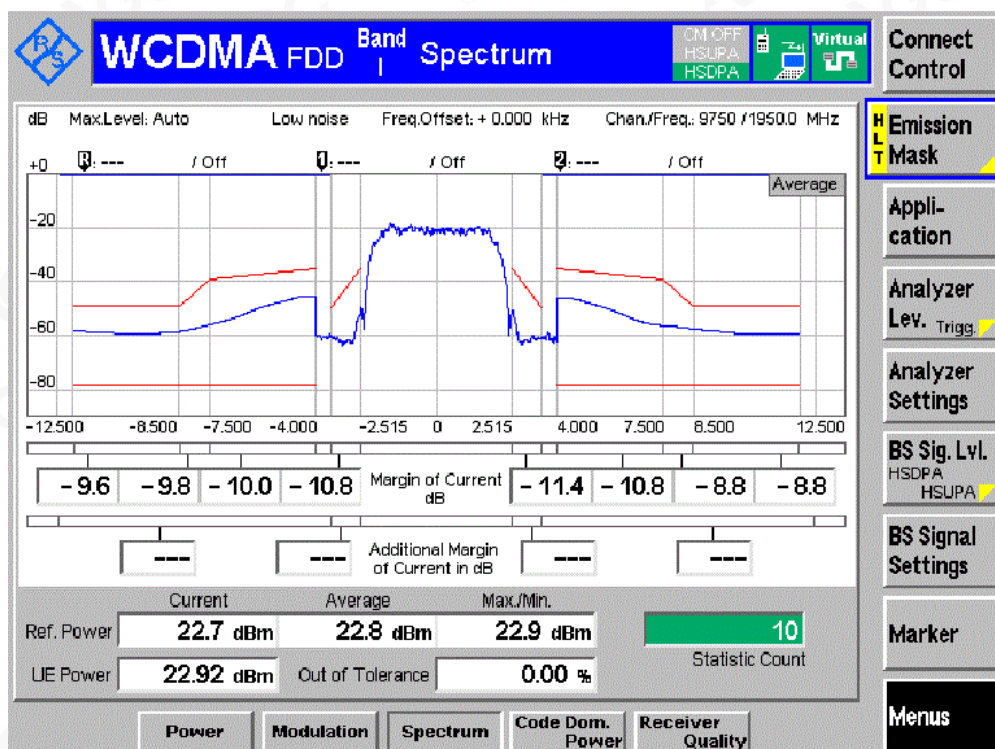 R S
WCDMA FDD Band I Spectrum
CM OFF
HSUPA
HSDPA
Virtual
Connect Control
dB Max.Level: Auto Low noise Freq.Offset: + 0.000 kHz Chan./Freq.: 9750 / 1950.0 MHz
HLT
Emission Mask
R: --- / Off 1: --- / Off 2: --- / Off
+0
Average
-20
-40
-60
-80
-12.500 -8.500 -7.500 -4.000 -2.515 0 2.515 4.000 7.500 8.500 12.500
Appli-
cation
Analyzer
Lev. Trigg.
Analyzer
Settings
BS Sig. Lvl.
HSDPA
HSUPA
BS Signal
Settings
Marker
Menus
- 9.6 - 9.8 - 10.0 - 10.8 Margin of Current dB - 11.4 - 10.8 - 8.8 - 8.8
--- --- Additional Margin of Current in dB --- ---
Current Average Max./Min.
Ref. Power 22.7 dBm 22.8 dBm 22.9 dBm 10
Statistic Count
UE Power 22.92 dBm Out of Tolerance 0.00 %
Power Modulation Spectrum Code Dom. Power Receiver Quality